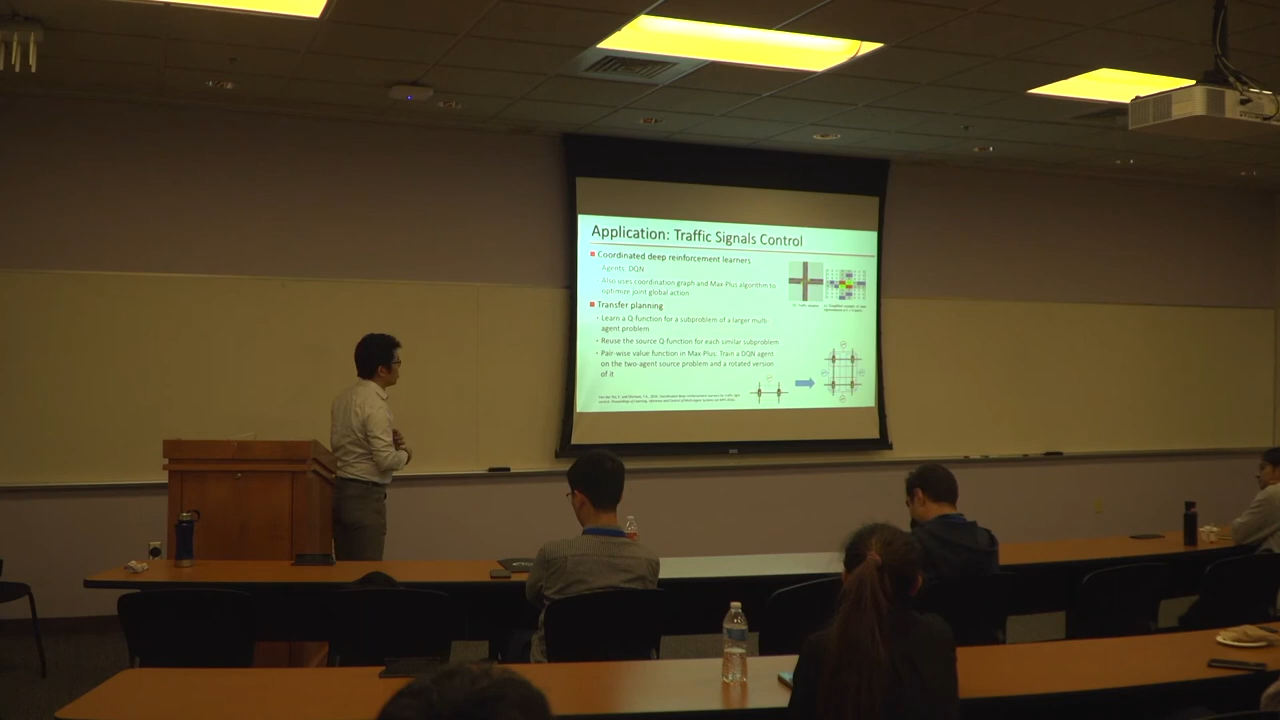 Application: Traffic Signals Control
Coordinated deep reinforcement learners
Agents: DQN
Also uses coordination graph and Max-Plus algorithm to
optimize joint global action
Transfer planning
Learn a Q-function for a subproblem of a larger multi-
agent problem
Reuse the source Q-function for each similar subproblem
Pair-wise value function in Max-Plus: Train a DQN agent
on the two-agent source problem and a rotated version
of it